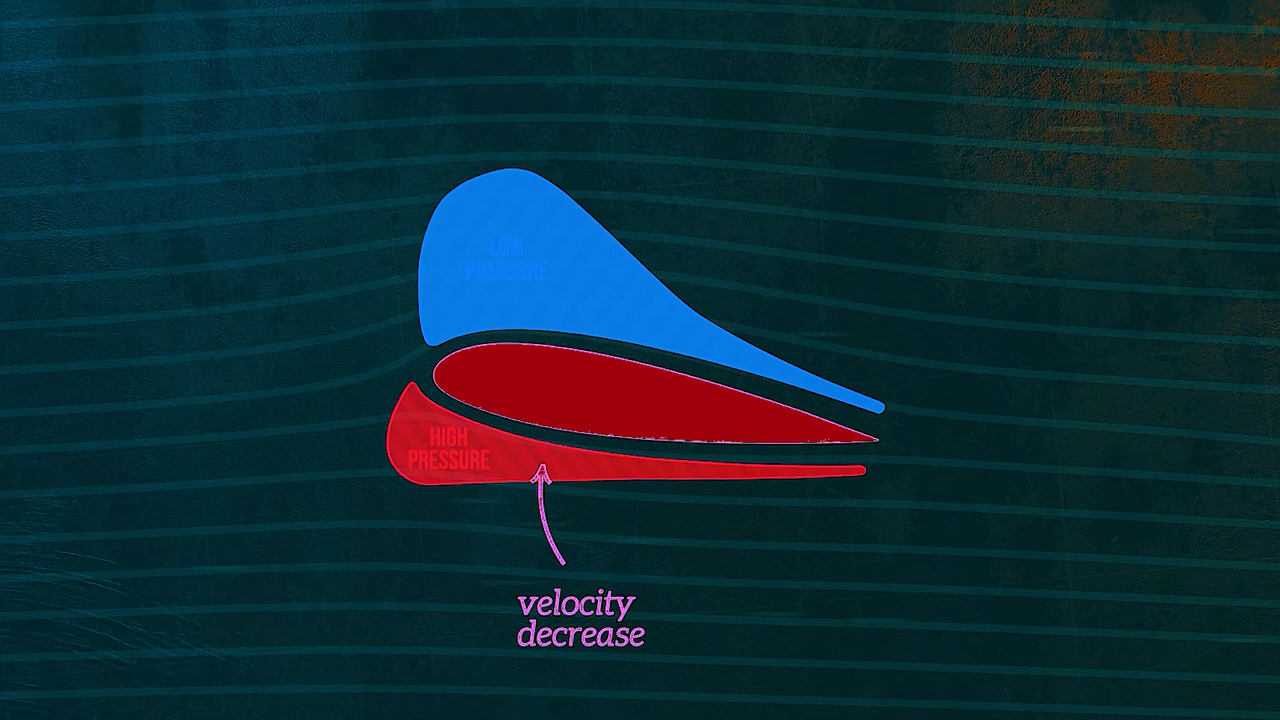 LOW
PRESSURE
HIGH
PRESSURE
velocity
decrease